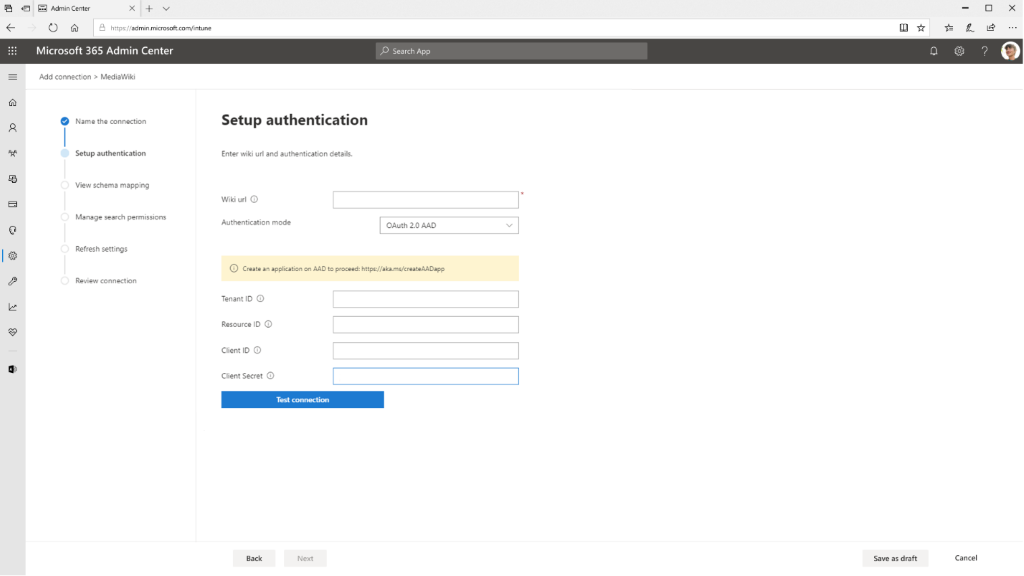 Admin Center
https://admin.microsoft.com/intune
Microsoft 365 Admin Center
Search App
Add connection > MediaWiki
Name the connection
Setup authentication
View schema mapping
Manage search permissions
Refresh settings
Review connection
Setup authentication
Enter wiki url and authentication details.
Wiki url
*
Authentication mode
OAuth 2.0 AAD
Create an application on AAD to proceed: https://aka.ms/createAADapp
Tenant ID
Resource ID
Client ID
Client Secret
Test connection
Back
Next
Save as draft
Cancel